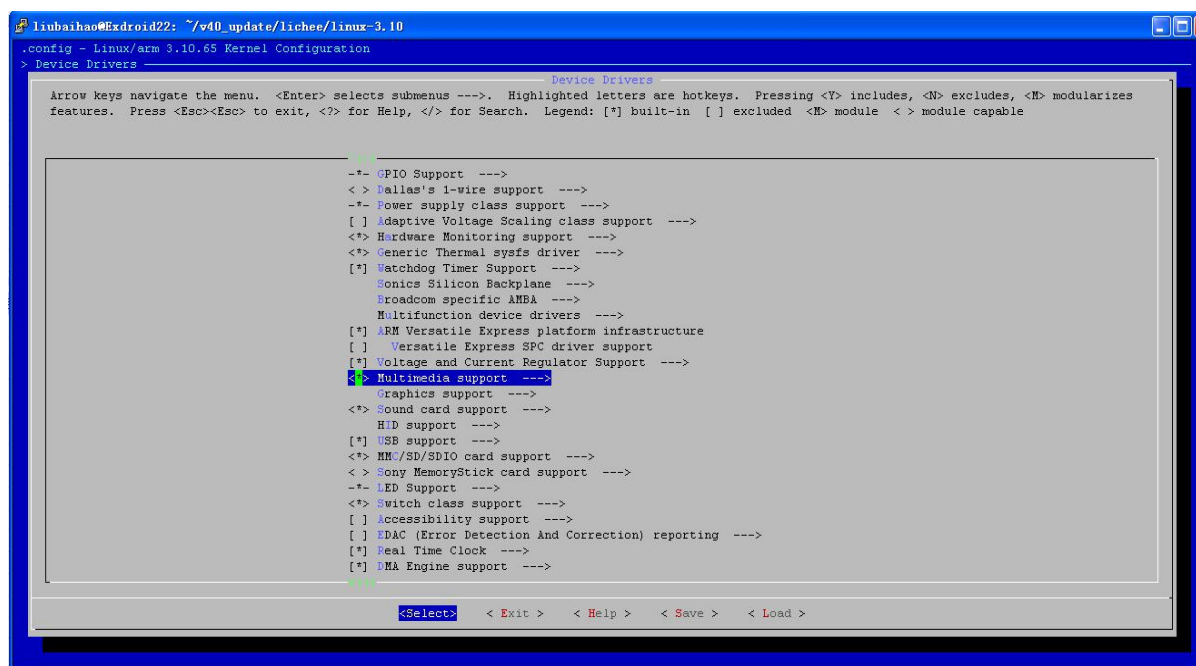 liubaihao@Exdroid22: ~/v40_update/lichee/linux-3.10
.config - Linux/arm 3.10.65 Kernel Configuration
> Device Drivers
Device Drivers
Arrow keys navigate the menu. <Enter> selects submenus --->. Highlighted letters are hotkeys. Pressing <Y> includes, <N> excludes, <M> modularizes
features. Press <Esc><Esc> to exit, <?> for Help, </> for Search. Legend: [*] built-in [ ] excluded <M> module < > module capable
-*- GPIO Support --->
< > Dallas's 1-wire support --->
-*- Power supply class support --->
[ ] Adaptive Voltage Scaling class support --->
<*> Hardware Monitoring support --->
<*> Generic Thermal sysfs driver --->
[*] Watchdog Timer Support --->
Sonics Silicon Backplane --->
Broadcom specific AMBA --->
Multifunction device drivers --->
[*] ARM Versatile Express platform infrastructure
[ ] Versatile Express SPC driver support
[*] Voltage and Current Regulator Support --->
<*> Multimedia support --->
Graphics support --->
<*> Sound card support --->
HID support --->
[*] USB support --->
<*> MMC/SD/SDIO card support --->
< > Sony MemoryStick card support --->
-*- LED Support --->
<*> Switch class support --->
[ ] Accessibility support --->
[ ] EDAC (Error Detection And Correction) reporting --->
[*] Real Time Clock --->
[*] DMA Engine support --->
<Select> < Exit > < Help > < Save > < Load >